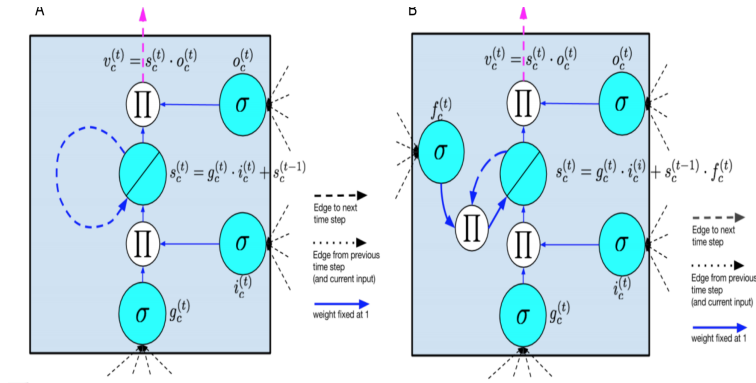 A
v_c^{(t)} = s_c^{(t)} · o_c^{(t)}
o_c^{(t)}
∏
σ
s_c^{(t)} = g_c^{(t)} · i_c^{(t)} + s_c^{(t-1)}
∏
σ
i_c^{(t)}
σ
g_c^{(t)}
Edge to next
time step
Edge from previous
time step
(and current input)
weight fixed at 1
B
v_c^{(t)} = s_c^{(t)} · o_c^{(t)}
o_c^{(t)}
∏
σ
f_c^{(t)}
σ
s_c^{(t)} = g_c^{(t)} · i_c^{(i)} + s_c^{(t-1)} · f_c^{(t)}
∏
∏
σ
i_c^{(t)}
σ
g_c^{(t)}
Edge to next
time step
Edge from previous
time step
(and current input)
weight fixed at 1